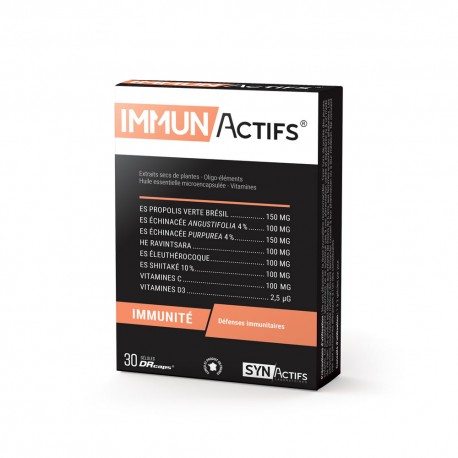 IMMUNACTIFS®
Extraits secs de plantes - Oligo-éléments
Huile essentielle microencapsulée - Vitamines
ES PROPOLIS VERTE BRÉSIL 150 MG
ES ÉCHINACÉE ANGUSTIFOLIA 4% 100 MG
ES ÉCHINACÉE PURPUREA 4% 150 MG
HE RAVINTSARA 100 MG
ES ÉLEUTHÉROCOQUE 100 MG
ES SHIITAKÉ 10% 100 MG
VITAMINES C 100 MG
VITAMINES D3 2,5 µG
IMMUNITÉ
Défenses immunitaires
30 GÉLULES
DRcaps®
SYNACTIFS